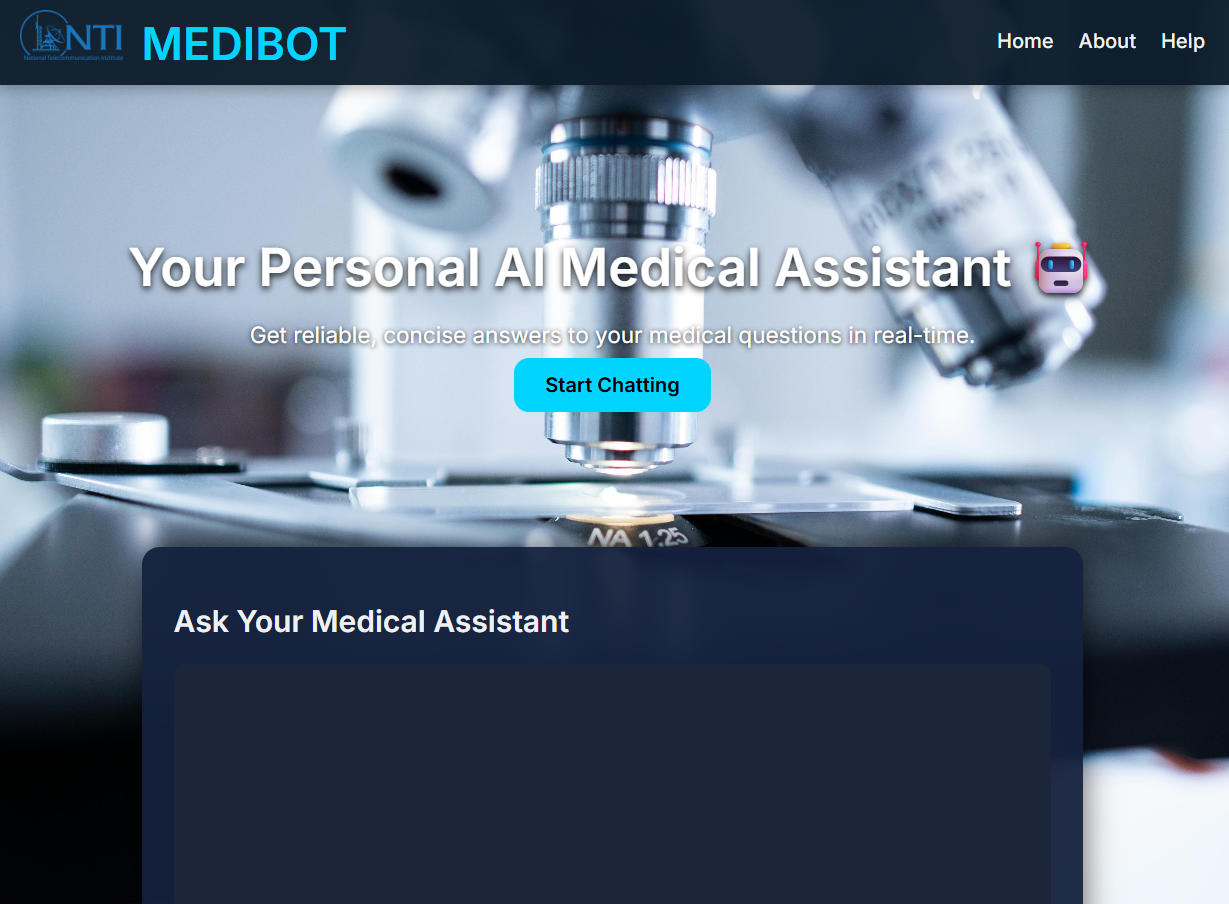 NTI
National Telecommunication Institute
MEDIBOT
Home About Help
Your Personal AI Medical Assistant
Get reliable, concise answers to your medical questions in real-time.
Start Chatting
NA 1.25
Ask Your Medical Assistant